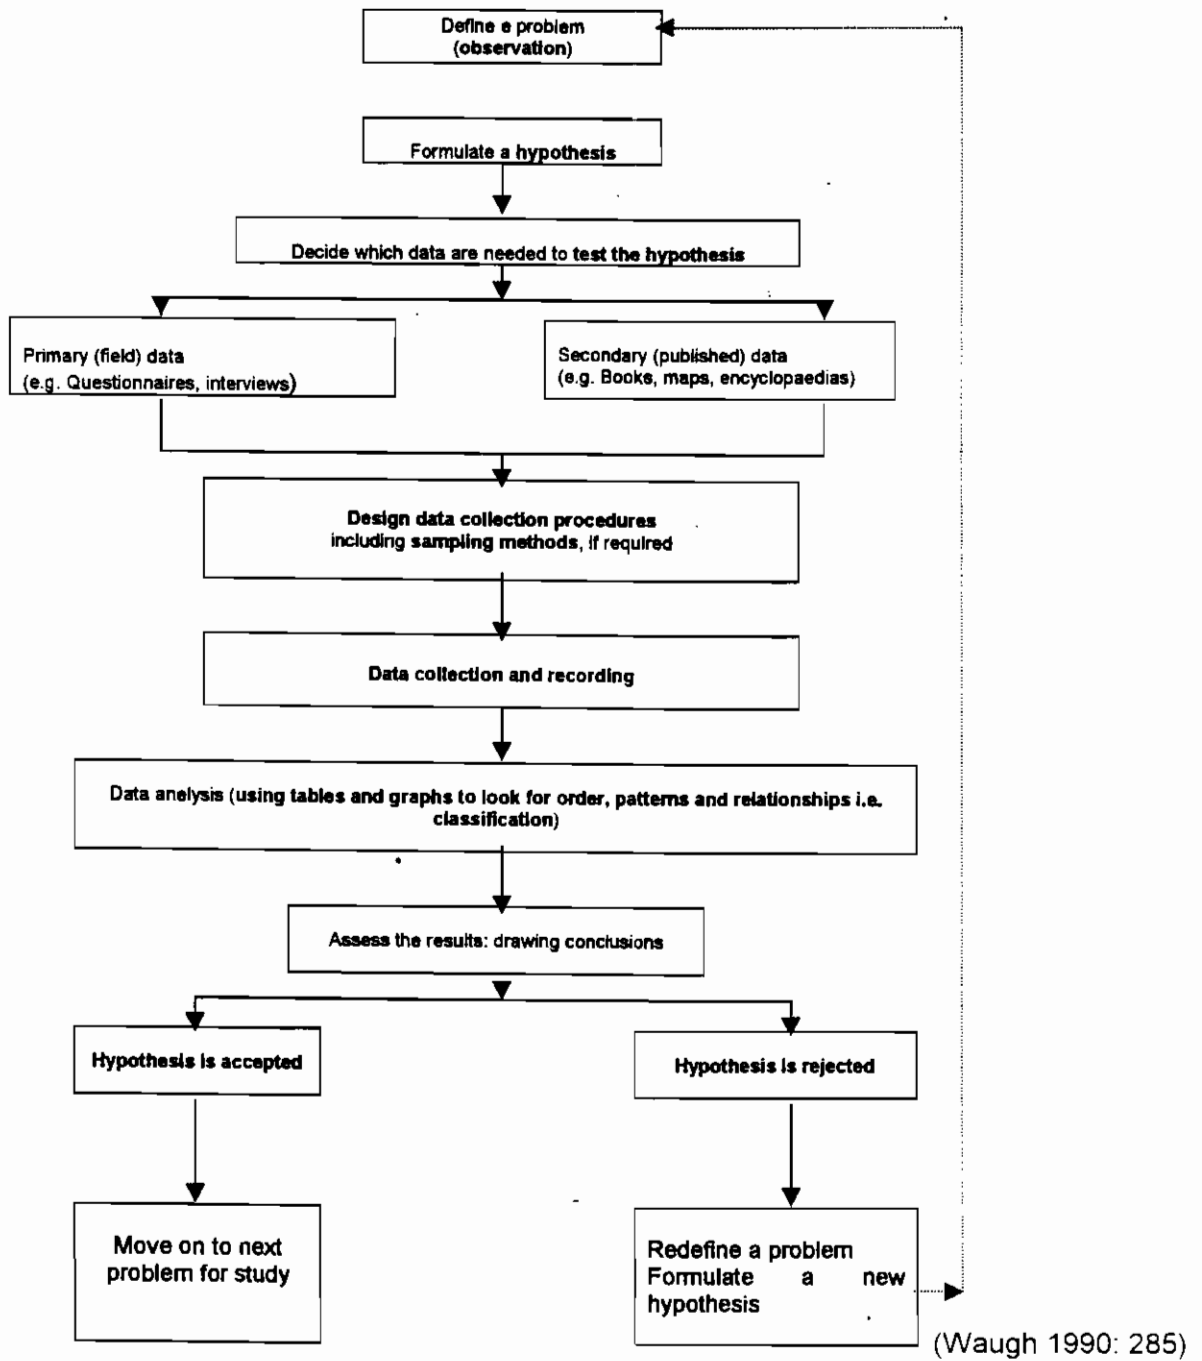 Define a problem
(observation)
Formulate a hypothesis
Decide which data are needed to test the hypothesis
Primary (field) data
(e.g. Questionnaires, interviews)
Secondary (published) data
(e.g. Books, maps, encyclopaedias)
Design data collection procedures
including sampling methods, if required
Data collection and recording
Data analysis (using tables and graphs to look for order, patterns and relationships i.e.
classification)
Assess the results: drawing conclusions
Hypothesis is accepted
Hypothesis is rejected
Move on to next
problem for study
Redefine a problem
Formulate a new
hypothesis
(Waugh 1990: 285)